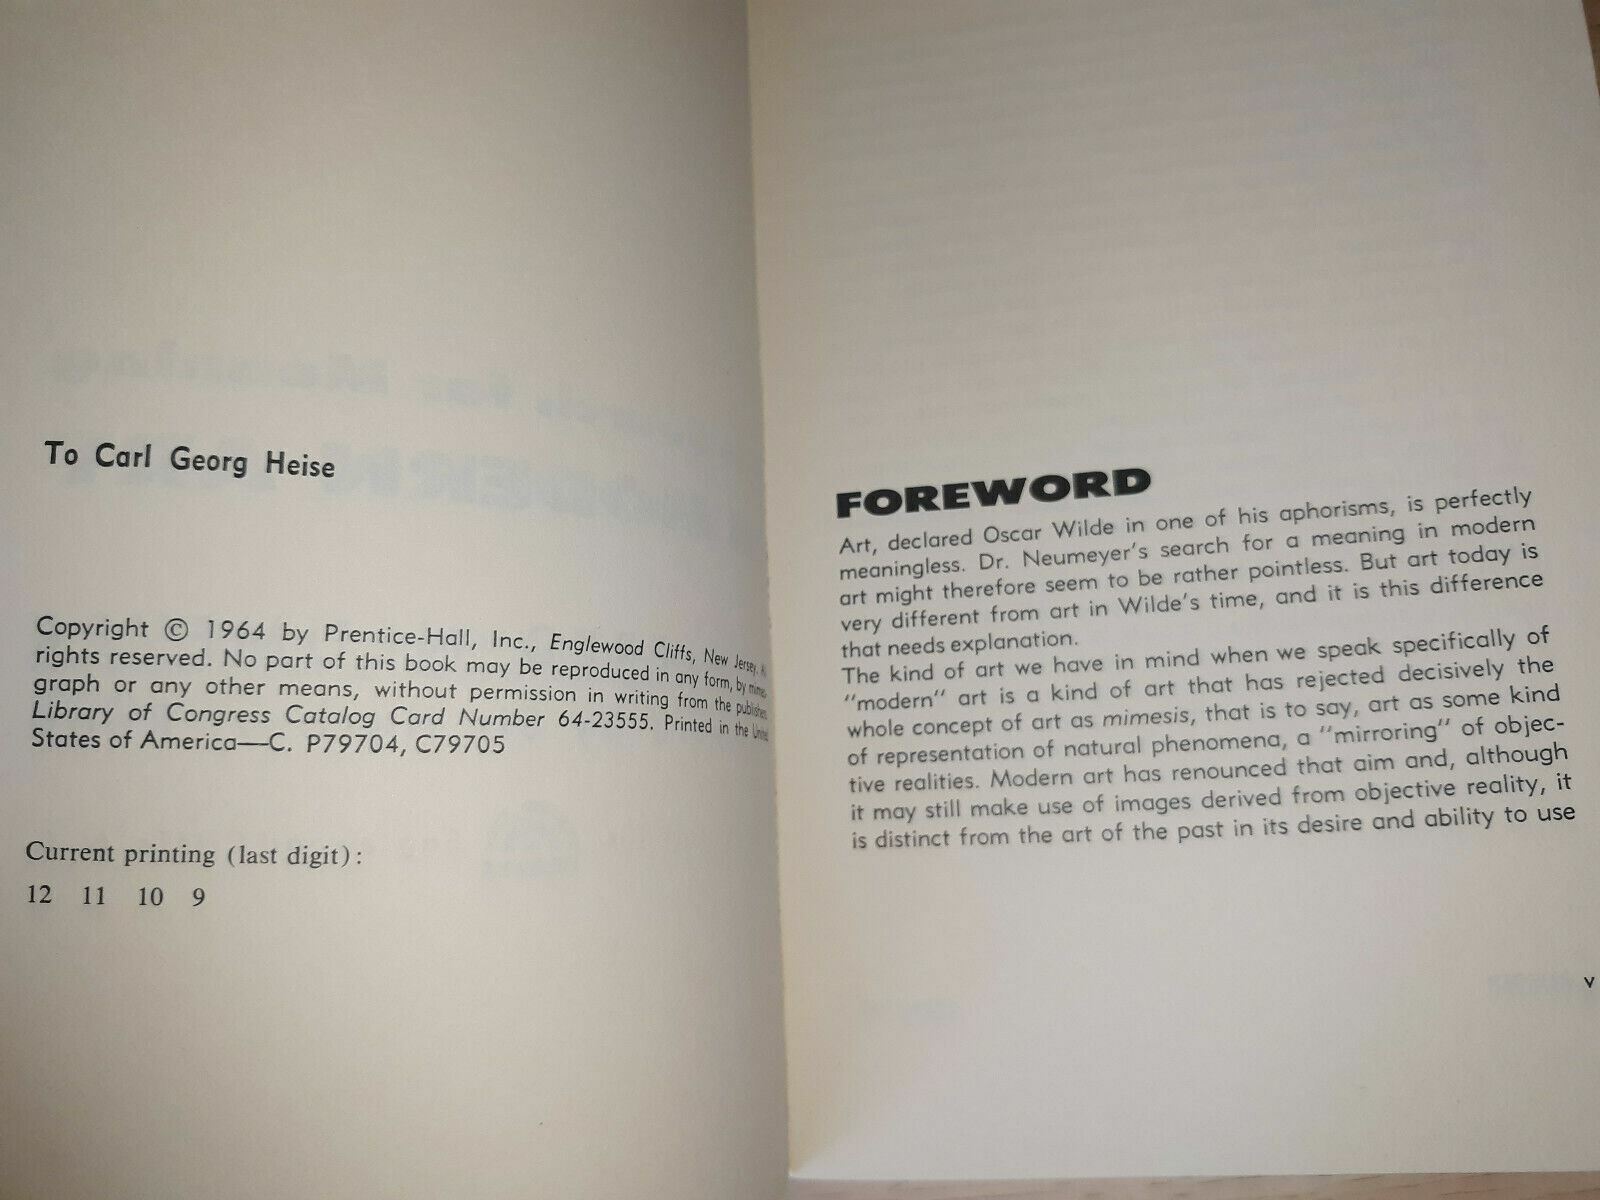 To Carl Georg Heise
Copyright © 1964 by Prentice-Hall, Inc., Englewood Cliffs, New Jersey. All
rights reserved. No part of this book may be reproduced in any form, by mimeo-
graph or any other means, without permission in writing from the publishers.
Library of Congress Catalog Card Number 64-23555. Printed in the United
States of America—C. P79704, C79705
Current printing (last digit):
12 11 10 9
FOREWORD
Art, declared Oscar Wilde in one of his aphorisms, is perfectly
meaningless. Dr. Neumeyer's search for a meaning in modern
art might therefore seem to be rather pointless. But art today is
very different from art in Wilde's time, and it is this difference
that needs explanation.
The kind of art we have in mind when we speak specifically of
"modern" art is a kind of art that has rejected decisively the
whole concept of art as mimesis, that is to say, art as some kind
of representation of natural phenomena, a "mirroring" of objec-
tive realities. Modern art has renounced that aim and, although
it may still make use of images derived from objective reality, it
is distinct from the art of the past in its desire and ability to use
v